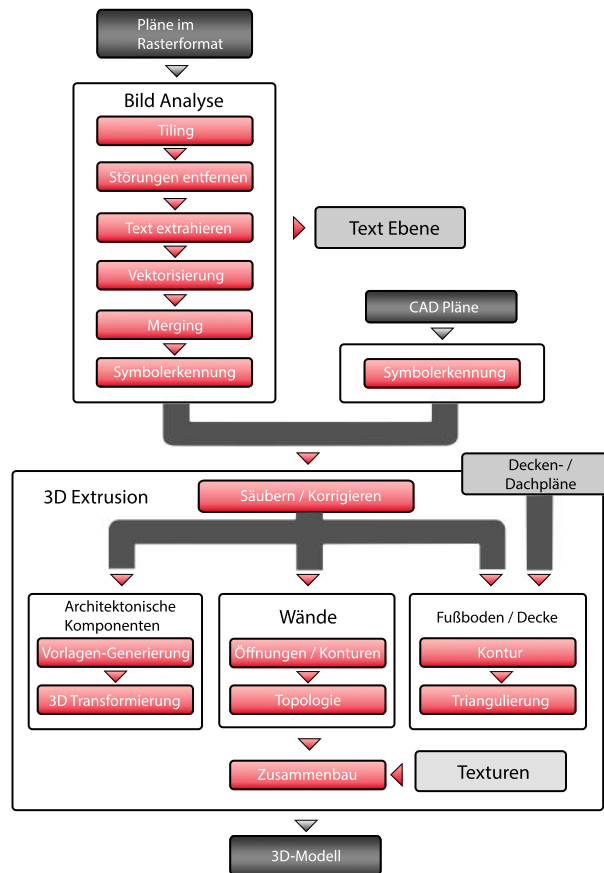 Pläne im
Rasterformat
Bild Analyse
Tiling
Störungen entfernen
Text extrahieren
Text Ebene
Vektorisierung
Merging
Symbolerkennung
CAD Pläne
Symbolerkennung
Decken- /
Dachpläne
3D Extrusion
Säubern / Korrigieren
Architektonische
Komponenten
Vorlagen-Generierung
3D Transformierung
Wände
Öffnungen / Konturen
Topologie
Fußboden / Decke
Kontur
Triangulierung
Zusammenbau
Texturen
3D-Modell